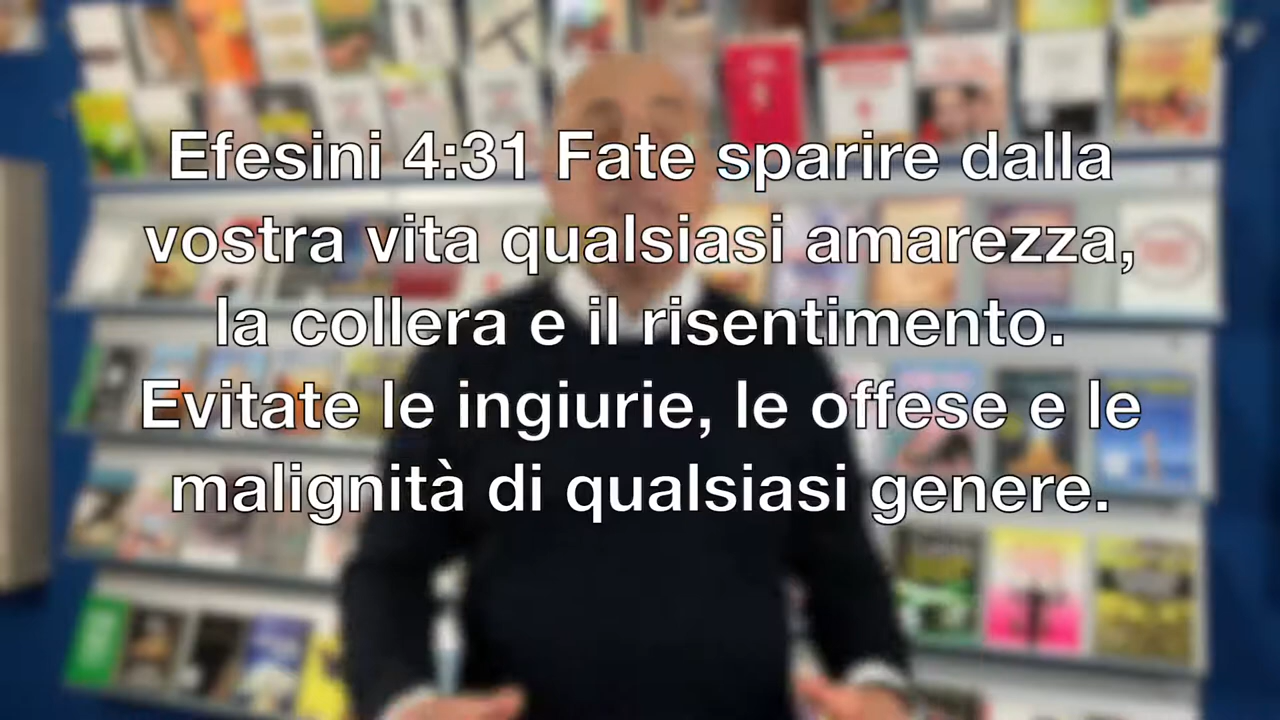 Efesini 4:31 Fate sparire dalla
vostra vita qualsiasi amarezza,
la collera e il risentimento.
Evitate le ingiurie, le offese e le
malignità di qualsiasi genere.